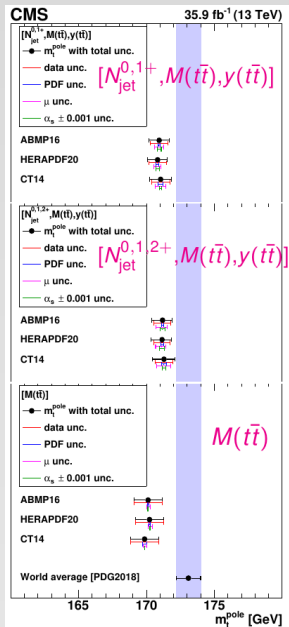 CMS 35.9 fb⁻¹ (13 TeV)
[N^{0,1+}_{jet},M(tt̄),y(tt̄)]
m_t^{pole} with total unc.
data unc.
PDF unc.
μ unc.
α_s ± 0.001 unc.
[N^{0,1+}_{jet},M(tt̄),y(tt̄)]
ABMP16
HERAPDF20
CT14
[N^{0,1,2+}_{jet},M(tt̄),y(tt̄)]
m_t^{pole} with total unc.
data unc.
PDF unc.
μ unc.
α_s ± 0.001 unc.
[N^{0,1,2+}_{jet},M(tt̄),y(tt̄)]
ABMP16
HERAPDF20
CT14
[M(tt̄)]
m_t^{pole} with total unc.
data unc.
PDF unc.
μ unc.
α_s ± 0.001 unc.
M(tt̄)
ABMP16
HERAPDF20
CT14
World average [PDG2018]
165 170 175
m_t^{pole} [GeV]